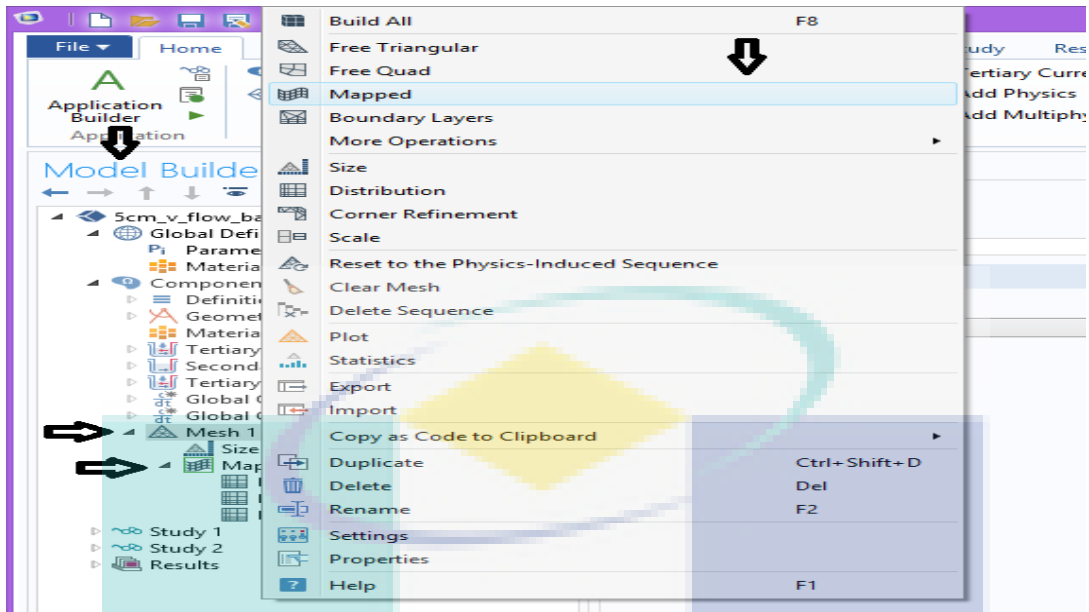 File
Home
udy
Res
Application
Builder
Application
ertiary Curre
Add Physics
Add Multiphy
Model Builde
5cm_v_flow_ba
Global Defi
Pi Parame
Materia
Componen
Definiti
Geomet
Materia
Tertiary
Second
Tertiary
Global
Global
Mesh 1
Size
Map
Study 1
Study 2
Results
Build All F8
Free Triangular
Free Quad
Mapped
Boundary Layers
More Operations
Size
Distribution
Corner Refinement
Scale
Reset to the Physics-Induced Sequence
Clear Mesh
Delete Sequence
Plot
Statistics
Export
Import
Copy as Code to Clipboard
Duplicate Ctrl+Shift+D
Delete Del
Rename F2
Settings
Properties
Help F1